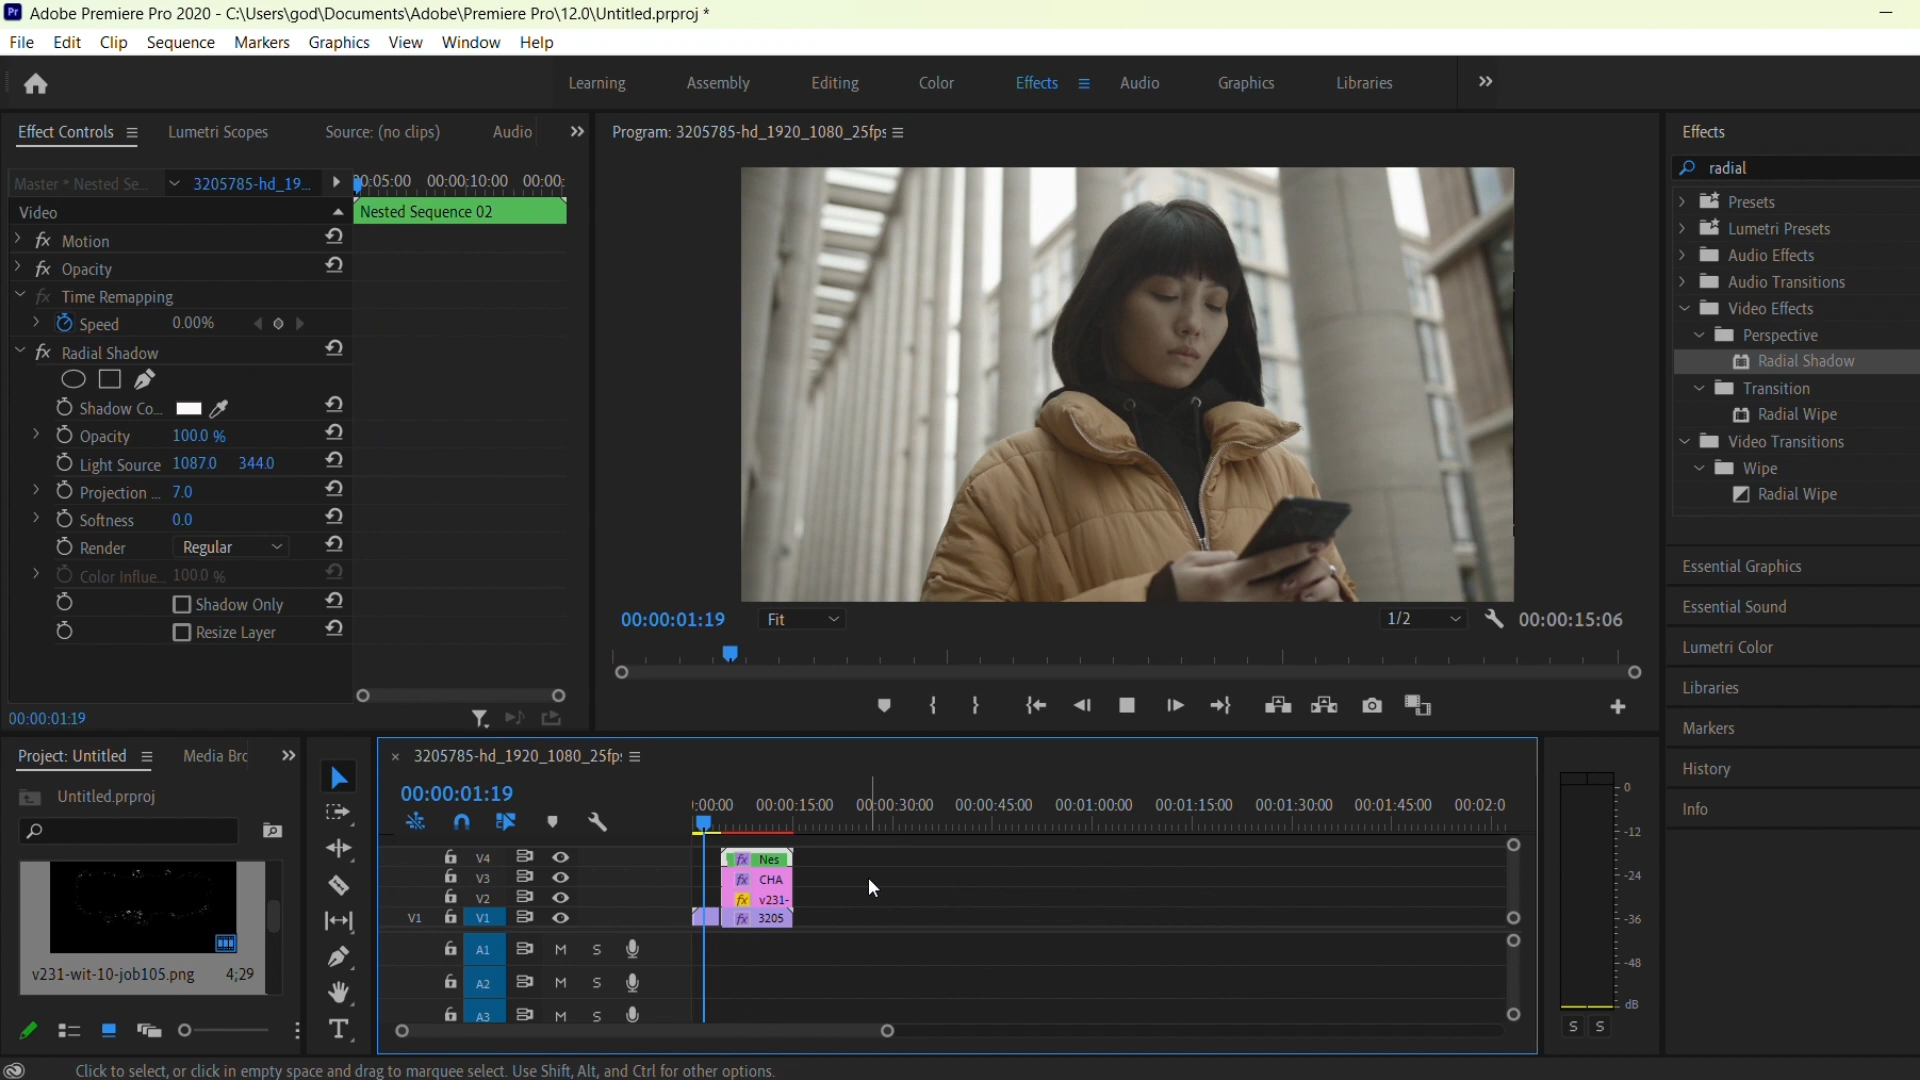 Pr Adobe Premiere Pro 2020 - C:\Users\god\Documents\Adobe\Premiere Pro\12.0\Untitled.prproj *
File Edit Clip Sequence Markers Graphics View Window Help
Learning Assembly Editing Color Effects Audio Graphics Libraries
Effect Controls Lumetri Scopes Source: (no clips) Audio
Program: 3205785-hd_1920_1080_25fps
Effects
radial
Master * Nested Se... 3205785-hd_19...
00:05:00 00:00:10:00 00:00:
Video
Nested Sequence 02
Motion
Opacity
Time Remapping
Speed 0.00%
Radial Shadow
Shadow Co...
Opacity 100.0 %
Light Source 1087.0 344.0
Projection ... 7.0
Softness 0.0
Render Regular
Color Influe... 100.0 %
Shadow Only
Resize Layer
00:00:01:19
00:00:01:19 Fit 1/2 00:00:15:06
Presets
Lumetri Presets
Audio Effects
Audio Transitions
Video Effects
Perspective
Radial Shadow
Transition
Radial Wipe
Video Transitions
Wipe
Radial Wipe
Essential Graphics
Essential Sound
Lumetri Color
Libraries
Markers
History
Info
Project: Untitled Media Brc
Untitled.prproj
v231-wit-10-job105.png 4;29
3205785-hd_1920_1080_25fp:
00:00:01:19
:00:00 00:00:15:00 00:00:30:00 00:00:45:00 00:01:00:00 00:01:15:00 00:01:30:00 00:01:45:00 00:02:0
V4 fx Nes
V3 fx CHA
V2 fx v231-
V1 V1 fx 3205
A1 M S
A2 M S
A3 M S
0
-12
-24
-36
-48
dB
S S
Click to select, or click in empty space and drag to marquee select. Use Shift, Alt, and Ctrl for other options.